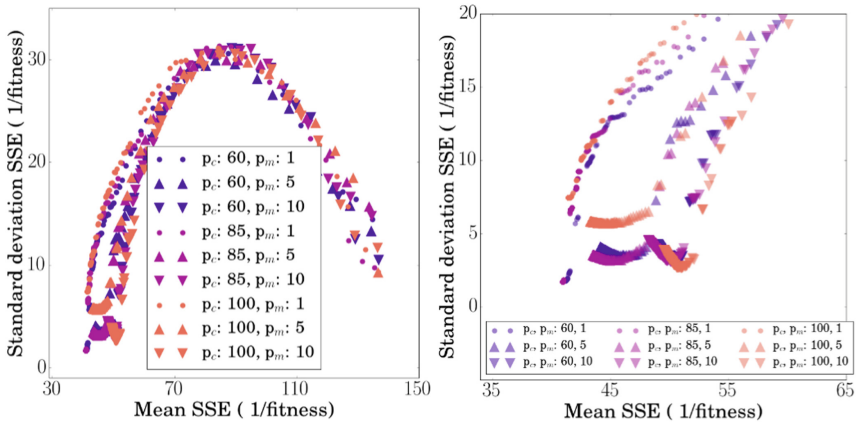 Standard deviation SSE ( 1/fitness)
30
20
10
0
p_c: 60, p_m: 1
p_c: 60, p_m: 5
p_c: 60, p_m: 10
p_c: 85, p_m: 1
p_c: 85, p_m: 5
p_c: 85, p_m: 10
p_c: 100, p_m: 1
p_c: 100, p_m: 5
p_c: 100, p_m: 10
30 70 110 150
Mean SSE ( 1/fitness)
Standard deviation SSE ( 1/fitness)
20
15
10
5
0
p_c, p_m: 60, 1 p_c, p_m: 85, 1 p_c, p_m: 100, 1
p_c, p_m: 60, 5 p_c, p_m: 85, 5 p_c, p_m: 100, 5
p_c, p_m: 60, 10 p_c, p_m: 85, 10 p_c, p_m: 100, 10
35 45 55 65
Mean SSE ( 1/fitness)